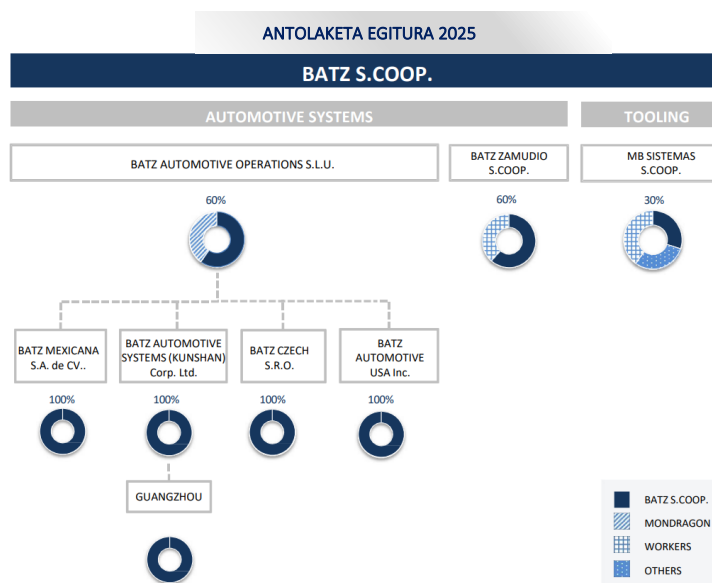 ANTOLAKETA EGITURA 2025
BATZ S.COOP.
AUTOMOTIVE SYSTEMS
TOOLING
BATZ AUTOMOTIVE OPERATIONS S.L.U.
BATZ ZAMUDIO
S.COOP.
MB SISTEMAS
S.COOP.
60%
60%
30%
BATZ MEXICANA
S.A. de CV..
BATZ AUTOMOTIVE
SYSTEMS (KUNSHAN)
Corp. Ltd.
BATZ CZECH
S.R.O.
BATZ
AUTOMOTIVE
USA Inc.
100%
100%
100%
100%
GUANGZHOU
BATZ S.COOP.
MONDRAGON
WORKERS
OTHERS